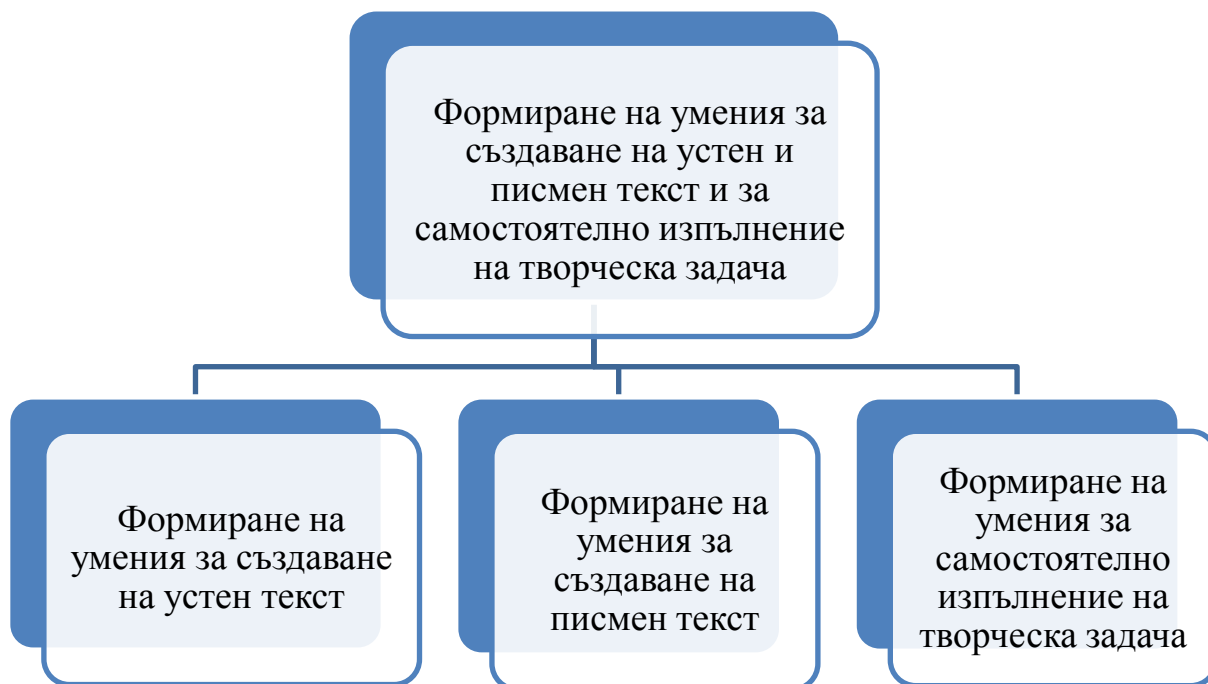 Формиране на умения за
създаване на устен и
писмен текст и за
самостоятелно изпълнение
на творческа задача
Формиране на
умения за създаване
на устен текст
Формиране на
умения за
създаване на
писмен текст
Формиране на
умения за
самостоятелно
изпълнение на
творческа задача